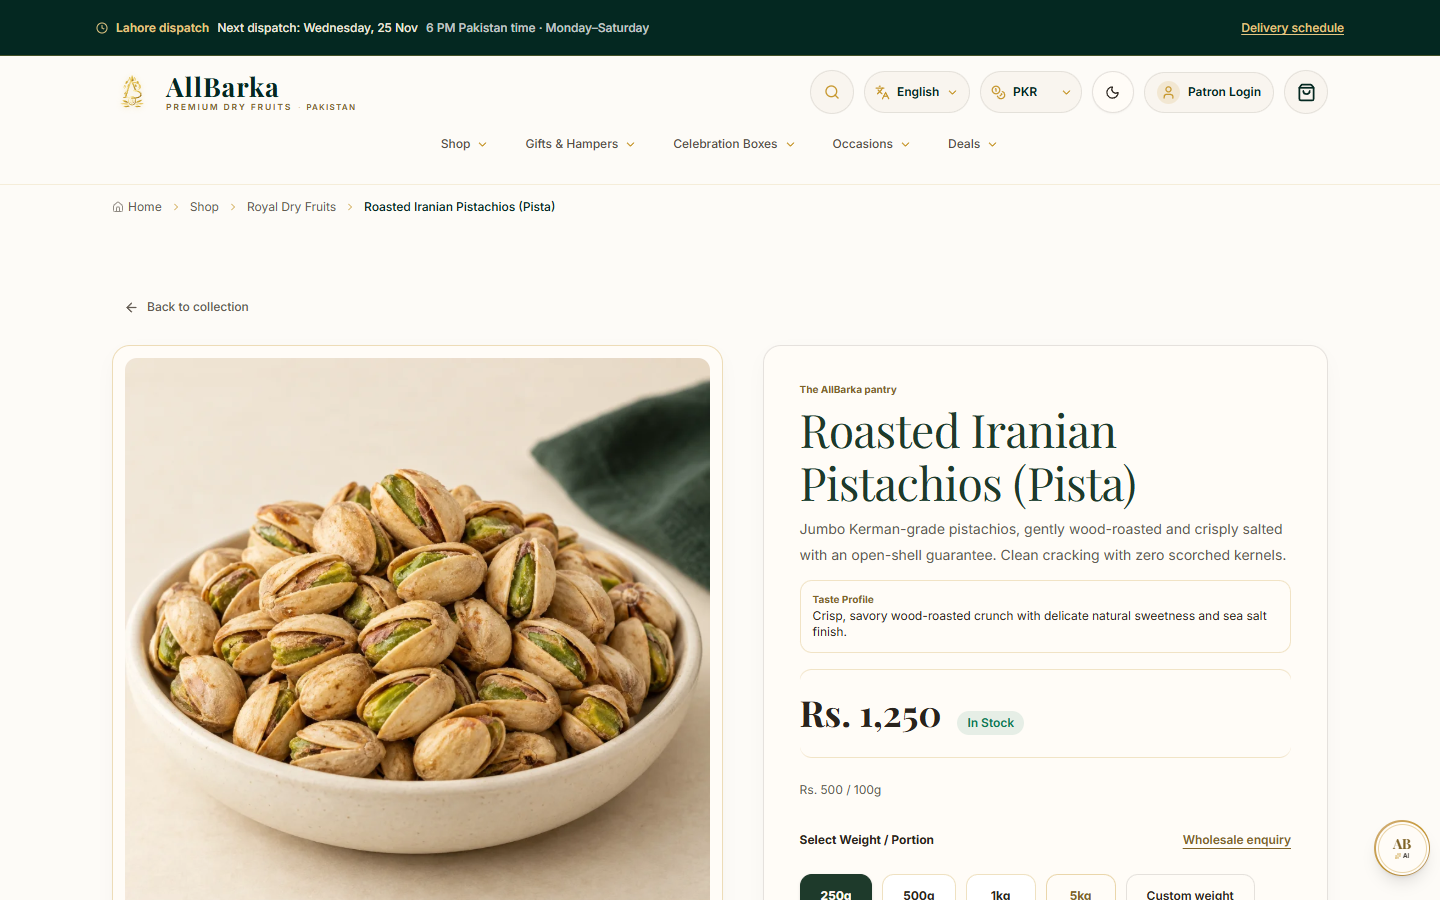 Lahore dispatch Next dispatch: Wednesday, 25 Nov 6 PM Pakistan time · Monday–Saturday
Delivery schedule
AllBarka
PREMIUM DRY FRUITS · PAKISTAN
English
PKR
Patron Login
Shop
Gifts & Hampers
Celebration Boxes
Occasions
Deals
Home
Shop
Royal Dry Fruits
Roasted Iranian Pistachios (Pista)
Back to collection
The AllBarka pantry
Roasted Iranian
Pistachios (Pista)
Jumbo Kerman-grade pistachios, gently wood-roasted and crisply salted
with an open-shell guarantee. Clean cracking with zero scorched kernels.
Taste Profile
Crisp, savory wood-roasted crunch with delicate natural sweetness and sea salt
finish.
Rs. 1,250
In Stock
Rs. 500 / 100g
Select Weight / Portion
Wholesale enquiry
250g
500g
1kg
5kg
Custom weight
AB
AI